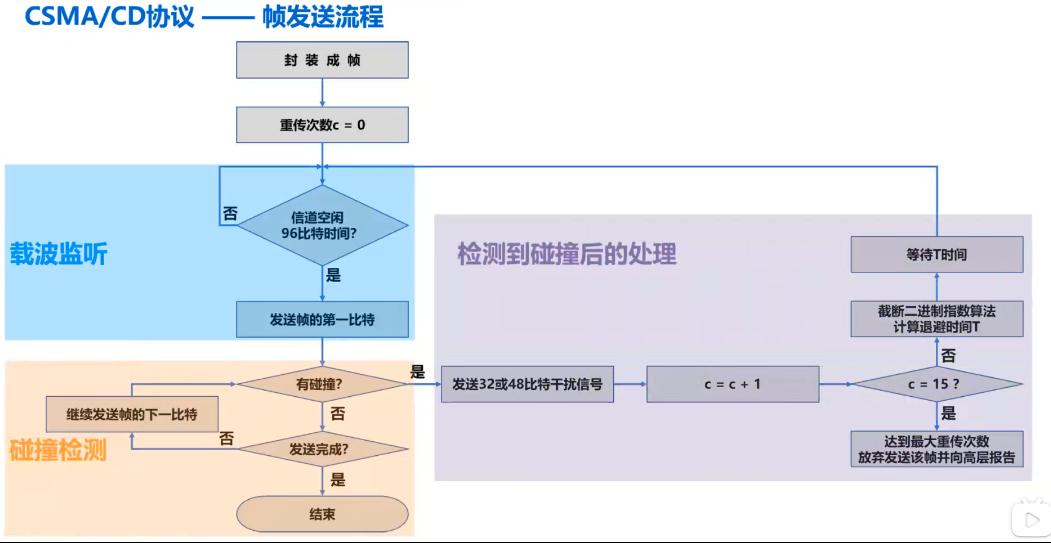 CSMA/CD协议 —— 帧发送流程
封 装 成 帧
重传次数c = 0
载波监听
信道空闲
96比特时间?
否
是
发送帧的第一比特
碰撞检测
有碰撞?
是
否
继续发送帧的下一比特
发送完成?
否
是
结束
检测到碰撞后的处理
发送32或48比特干扰信号
c = c + 1
c = 15 ?
否
截断二进制指数算法
计算退避时间T
等待T时间
是
达到最大重传次数
放弃发送该帧并向高层报告